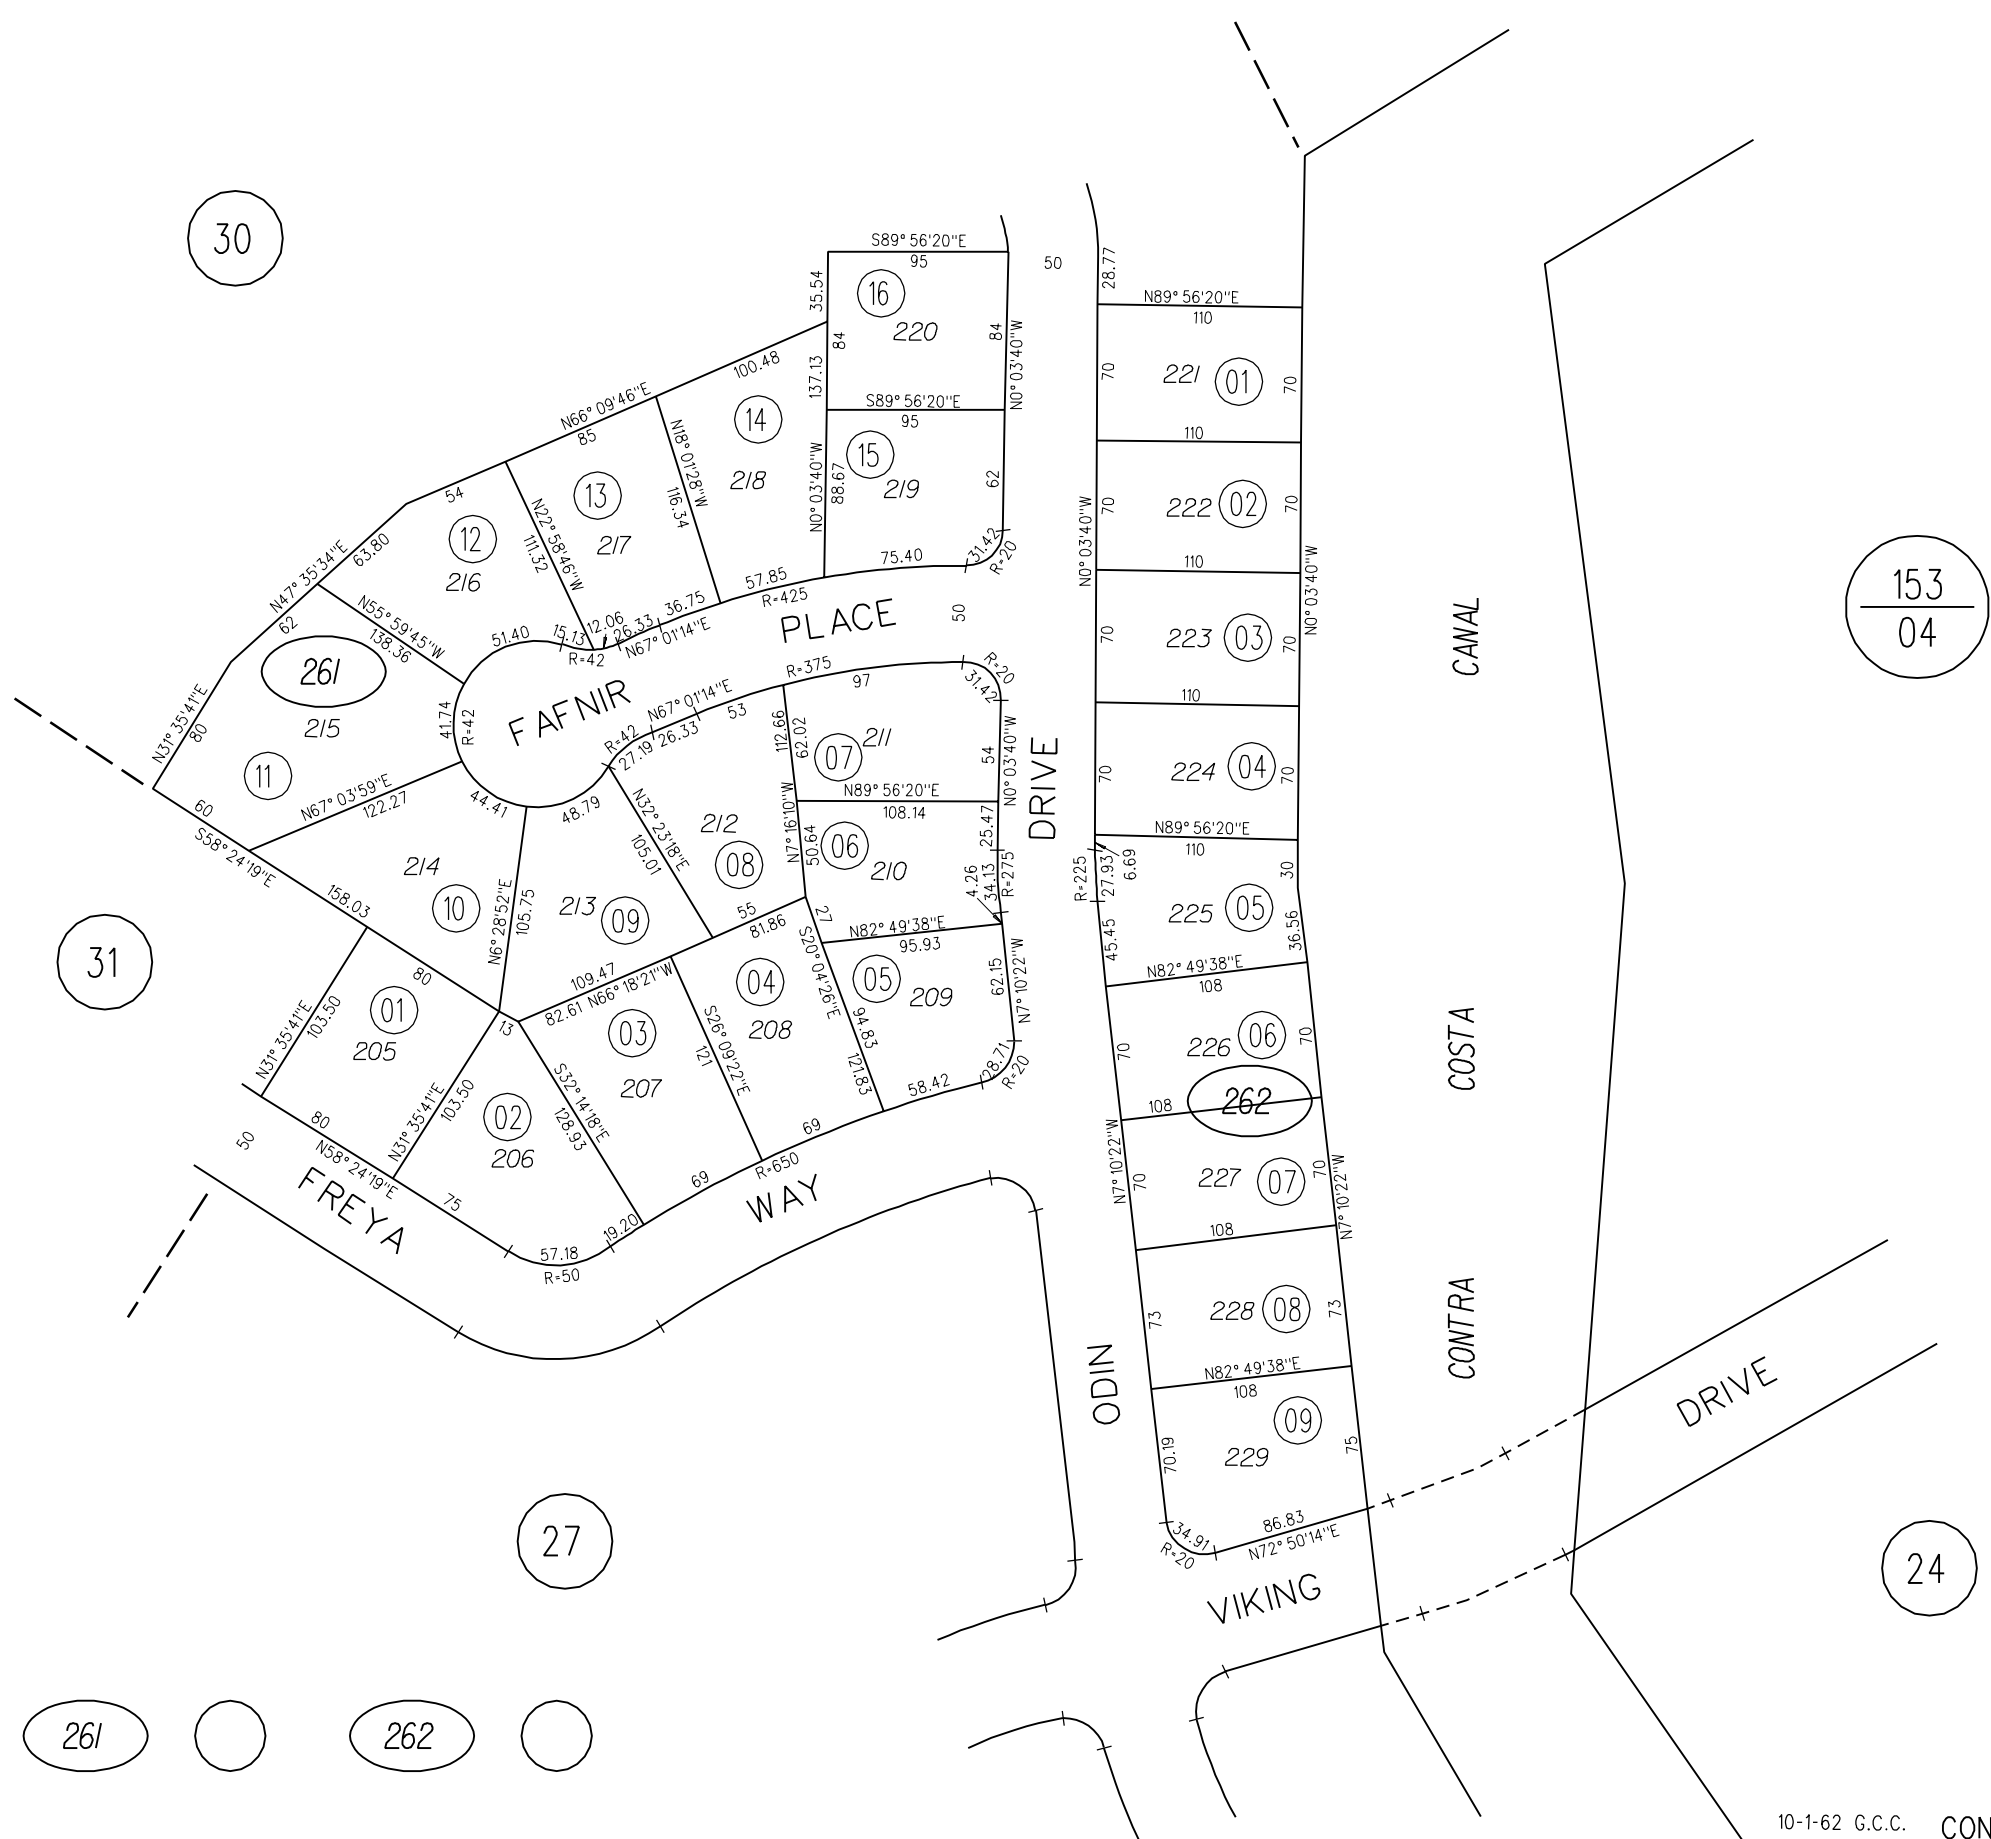 30
S89° 56'20"E
95
50
28.77
35.54
16
220
84
84
N0° 03'40"W
N89° 56'20"E
110
100.48
137.13
70
221
01
70
N66° 09'46"E
85
14
S89° 56'20"E
95
N18° 01'28"W
116.34
218
15
219
62
N0° 03'40"W
88.67
110
54
13
217
N22° 58'46"W
111.32
70
222
02
70
N0° 03'40"W
63.80
12
216
N47° 35'34"E
31.42
R=20
75.40
110
N0° 03'40"W
153
04
57.85
R=425
36.75
62
N55° 59'45"W
138.36
51.40
15.13
12.06
26.33
R=42
N67° 01'14"E
PLACE
50
70
223
03
70
CANAL
261
215
N31° 35'41"E
80
11
41.74
R=42
FAFNIR
R=375
97
R=20
31.42
110
N67° 01'14"E
53
R=42
27.19
26.33
112.66
62.02
07
211
54
N0° 03'40"W
DRIVE
70
224
04
70
60
N67° 03'59"E
122.27
44.41
48.79
N89° 56'20"E
108.14
S58° 24'19"E
N32° 23'18"E
105.01
212
08
N7° 16'10"W
50.64
06
210
25.47
4.26
34.13
R=275
N89° 56'20"E
110
30
R=225
27.93
6.69
214
10
158.03
N6° 28'52"E
105.75
213
09
55
81.86
27
N82° 49'38"E
95.93
225
05
45.45
36.56
31
80
109.47
82.61
N66° 18'21"W
S20° 04'26"E
94.83
121.83
05
209
62.15
N7° 10'22"W
N82° 49'38"E
108
01
205
N31° 35'41"E
103.50
13
04
208
03
207
S26° 09'22"E
121
70
226
06
70
COSTA
28.71
R=20
58.42
262
108
80
50
N58° 24'19"E
N31° 35'41"E
103.50
02
206
S32° 14'18"E
128.93
69
R=650
N7° 10'22"W
70
227
07
70
N7° 10'22"W
FREYA
75
69
WAY
19.20
57.18
R=50
108
73
228
08
73
CONTRA
N82° 49'38"E
108
ODIN
DRIVE
09
229
70.19
75
27
34.91
R=20
86.83
N72° 50'14"E
VIKING
24
261
262
10-1-62 G.C.C.
CON